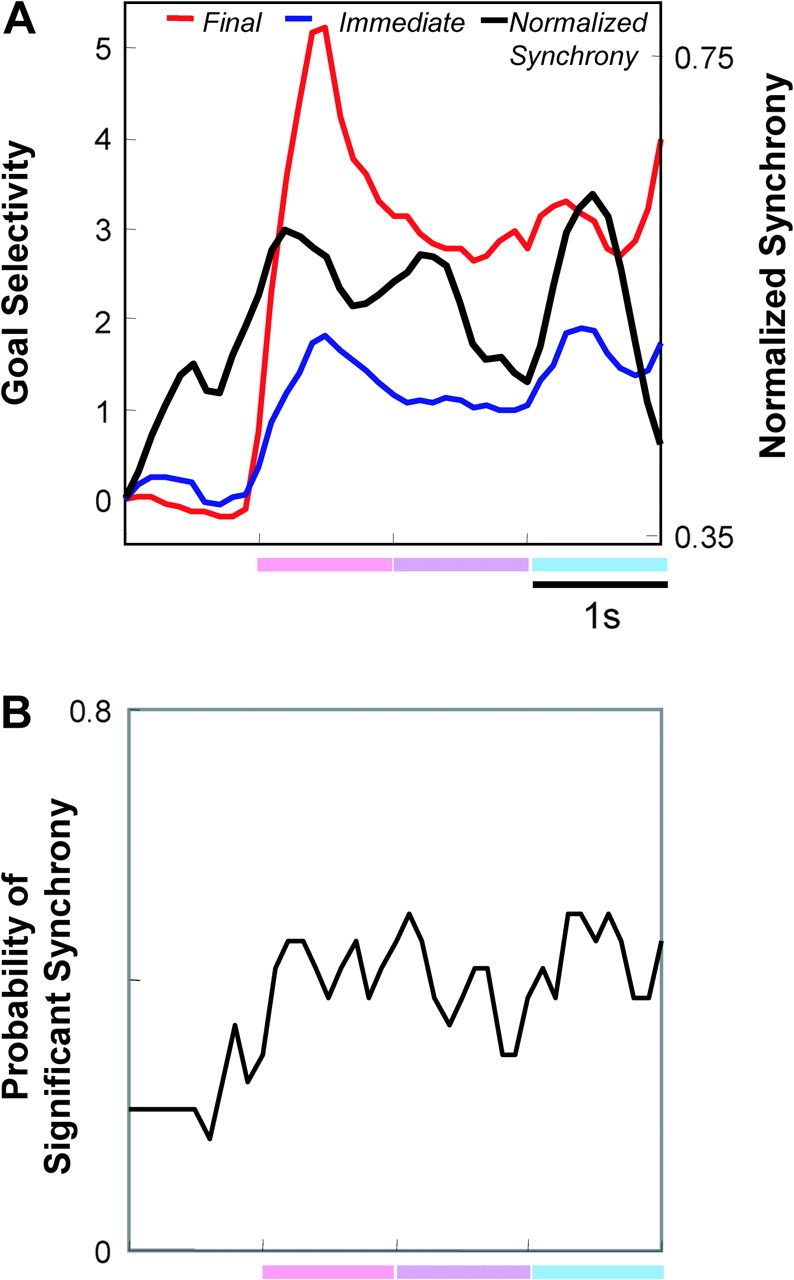 A
Final Immediate Normalized
Synchrony
5
4
3
2
1
0
Goal Selectivity
0.75
0.35
Normalized Synchrony
1s
B
0.8
0
Probability of
Significant Synchrony